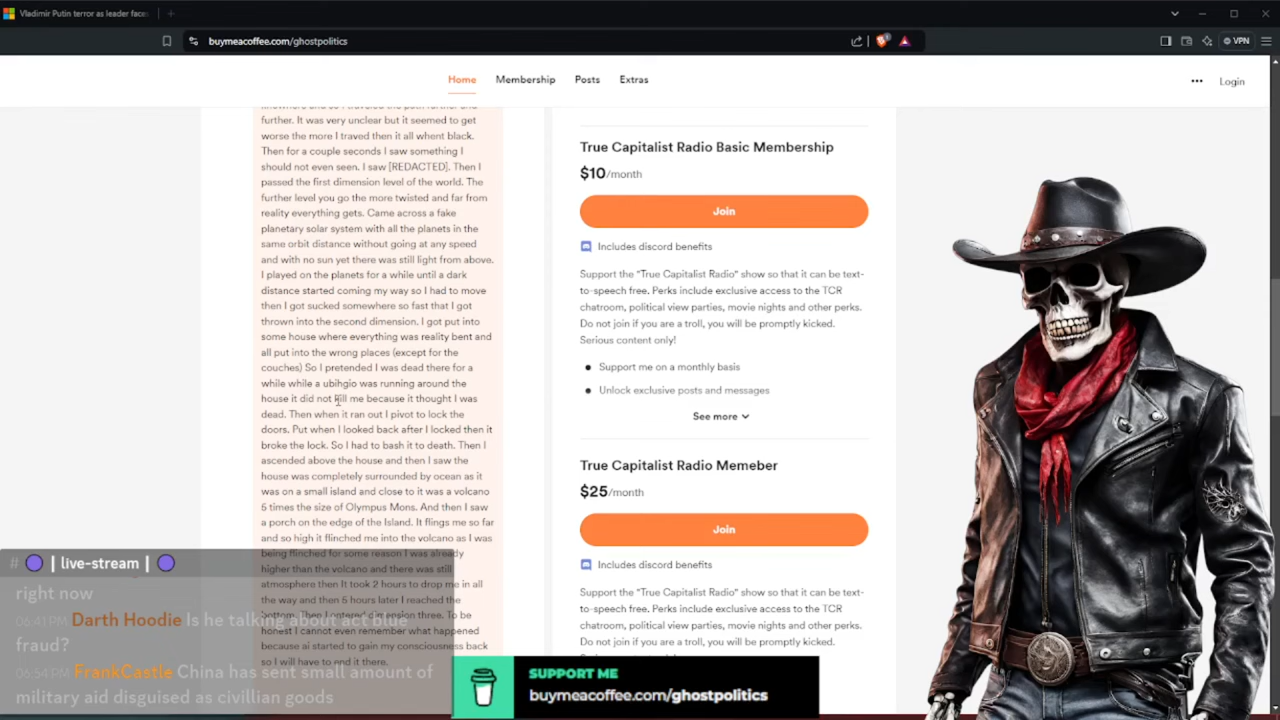 Vladimir Putin terror as leader face
buymeacoffee.com/ghostpolitics
VPN
Home
Membership
Posts
Extras
Login
further. It was very unclear but it seemed to get
worse the more I traved then it all whent black.
Then for a couple seconds I saw something I
should not even seen. I saw [REDACTED]. Then I
passed the first dimension level of the world. The
further level you go the more twisted and far from
reality everything gets. Came across a fake
planetary solar system with all the planets in the
same orbit distance without going at any speed
and with no sun yet there was still light from above.
I played on the planets for a while until a dark
distance started coming my way so I had to move
then I got sucked somewhere so fast that I got
thrown into the second dimension. I got put into
some house where everything was reality bent and
all put into the wrong places (except for the
couches) So I pretended I was dead there for a
while while a ubihgio was running around the
house it did not kill me because it thought I was
dead. Then when it ran out I pivot to lock the
doors. Put when I looked back after I locked then it
broke the lock. So I had to bash it to death. Then I
ascended above the house and then I saw the
house was completely surrounded by ocean as it
was on a small island and close to it was a volcano
5 times the size of Olympus Mons. And then I saw
a porch on the edge of the Island. It flings me so far
and so high it flinched me into the volcano as I was
being flinched for some reason I was already
higher than the volcano and there was still
atmosphere then It took 2 hours to drop me in all
the way and then 5 hours later I reached the
bottom. Then I entered dimension three. To be
honest I cannot even remember what happened
because ai started to gain my consciousness back
so I will have to end it there.
True Capitalist Radio Basic Membership
$10/month
Join
Includes discord benefits
Support the "True Capitalist Radio" show so that it can be text-
to-speech free. Perks include exclusive access to the TCR
chatroom, political view parties, movie nights and other perks.
Do not join if you are a troll, you will be promptly kicked.
Serious content only!
Support me on a monthly basis
Unlock exclusive posts and messages
See more
True Capitalist Radio Memeber
$25/month
Join
Includes discord benefits
Support the "True Capitalist Radio" show so that it can be text-
to-speech free. Perks include exclusive access to the TCR
chatroom, political view parties, movie nights and other perks.
Do not join if you are a troll, you will be promptly kicked.
# | live-stream |
right now
06:41 PM Darth Hoodie Is he talking about act blue
fraud?
06:54 PM FrankCastle China has sent small amount of
military aid disguised as civillian goods
SUPPORT ME
buymeacoffee.com/ghostpolitics